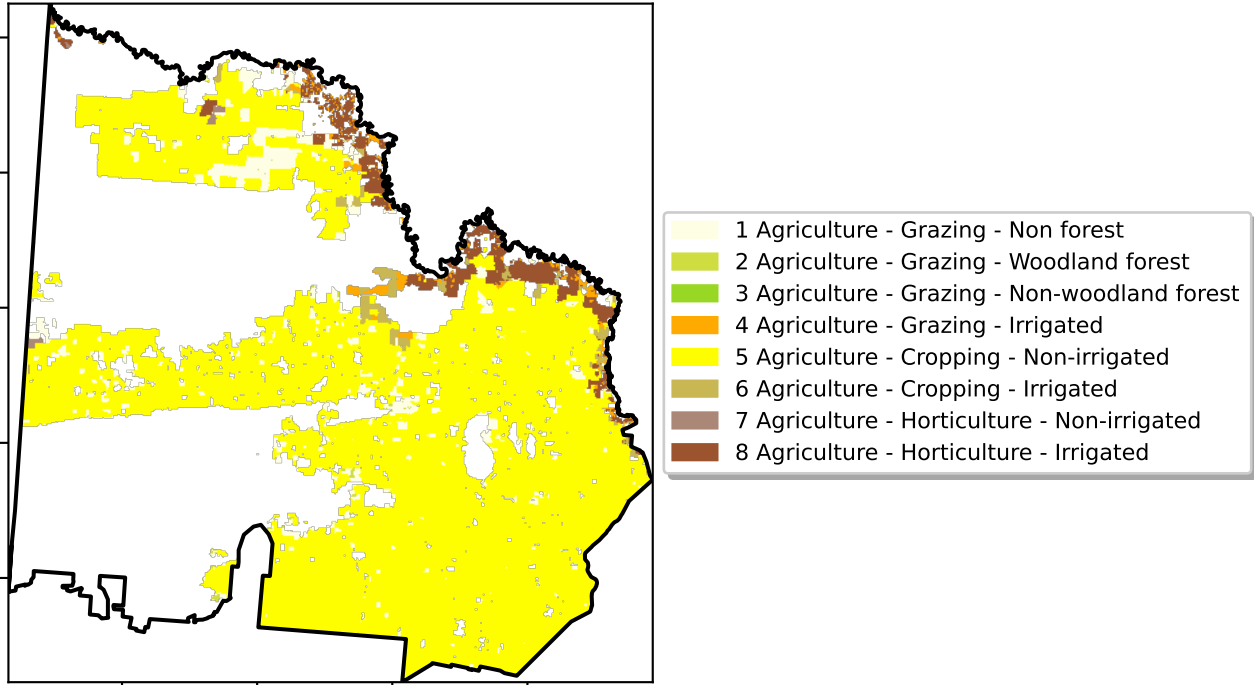 1 Agriculture - Grazing - Non forest
2 Agriculture - Grazing - Woodland forest
3 Agriculture - Grazing - Non-woodland forest
4 Agriculture - Grazing - Irrigated
5 Agriculture - Cropping - Non-irrigated
6 Agriculture - Cropping - Irrigated
7 Agriculture - Horticulture - Non-irrigated
8 Agriculture - Horticulture - Irrigated